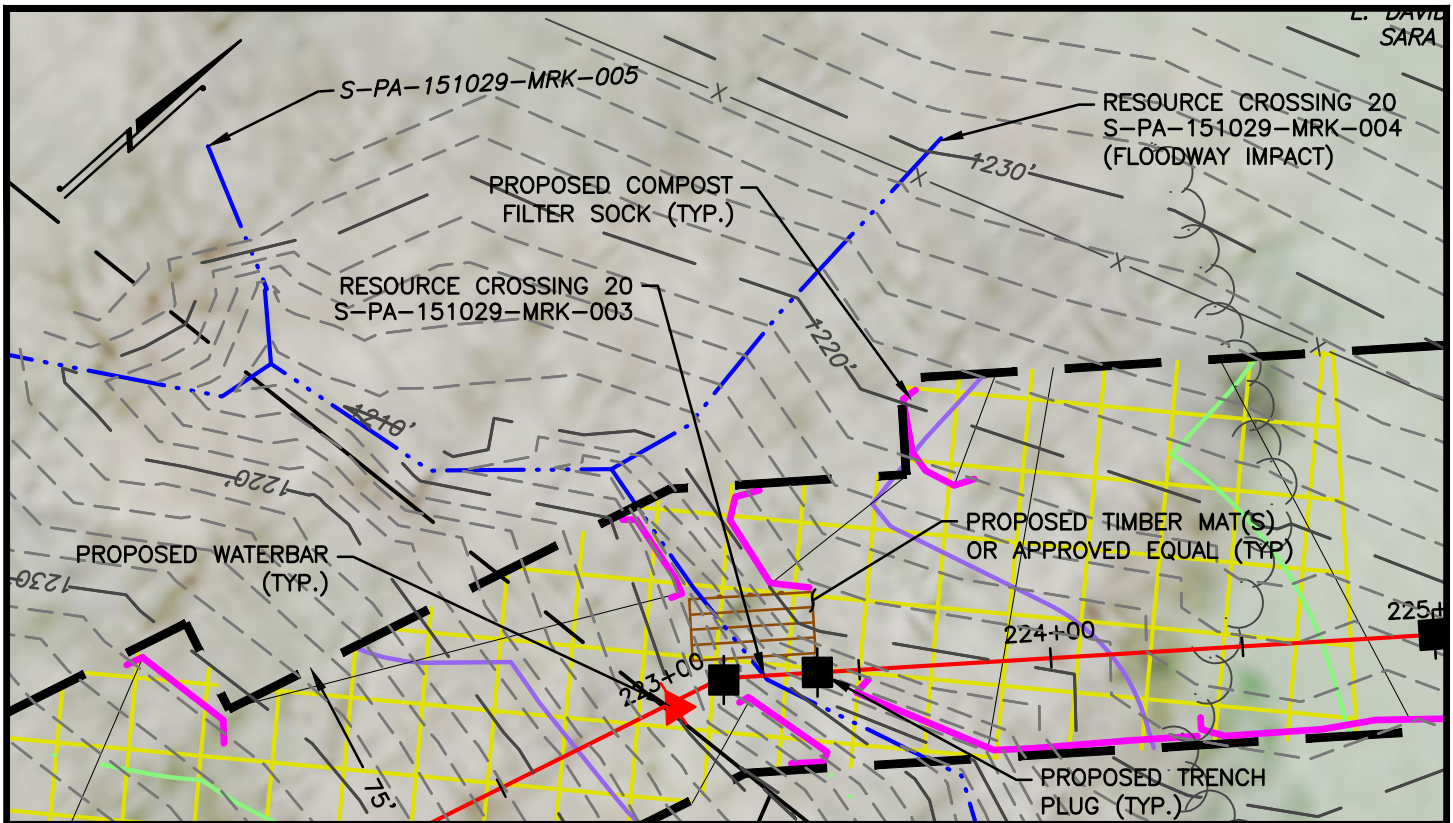 L. DAVID
SARA
S-PA-151029-MRK-005
RESOURCE CROSSING 20
S-PA-151029-MRK-004
(FLOODWAY IMPACT)
1230'
PROPOSED COMPOST
FILTER SOCK (TYP.)
RESOURCE CROSSING 20
S-PA-151029-MRK-003
1220'
1210'
1220'
1230'
PROPOSED WATERBAR
(TYP.)
PROPOSED TIMBER MAT(S)
OR APPROVED EQUAL (TYP)
223+00
224+00
225+
75'
PROPOSED TRENCH
PLUG (TYP.)